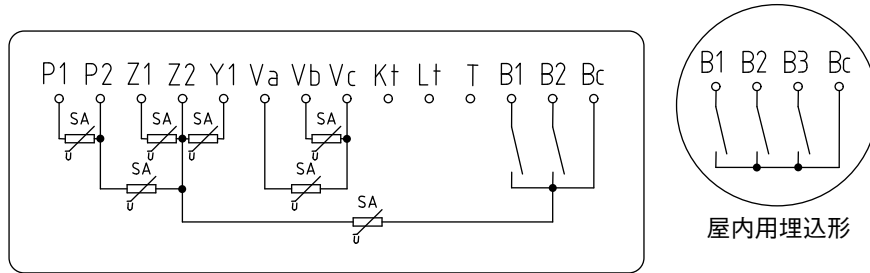 P1 P2 Z1 Z2 Y1 Va Vb Vc Kt Lt T B1 B2 Bc
SA SA SA SA
U U U U
SA SA
U U
SA
U
B1 B2 B3 Bc
屋内用埋込形